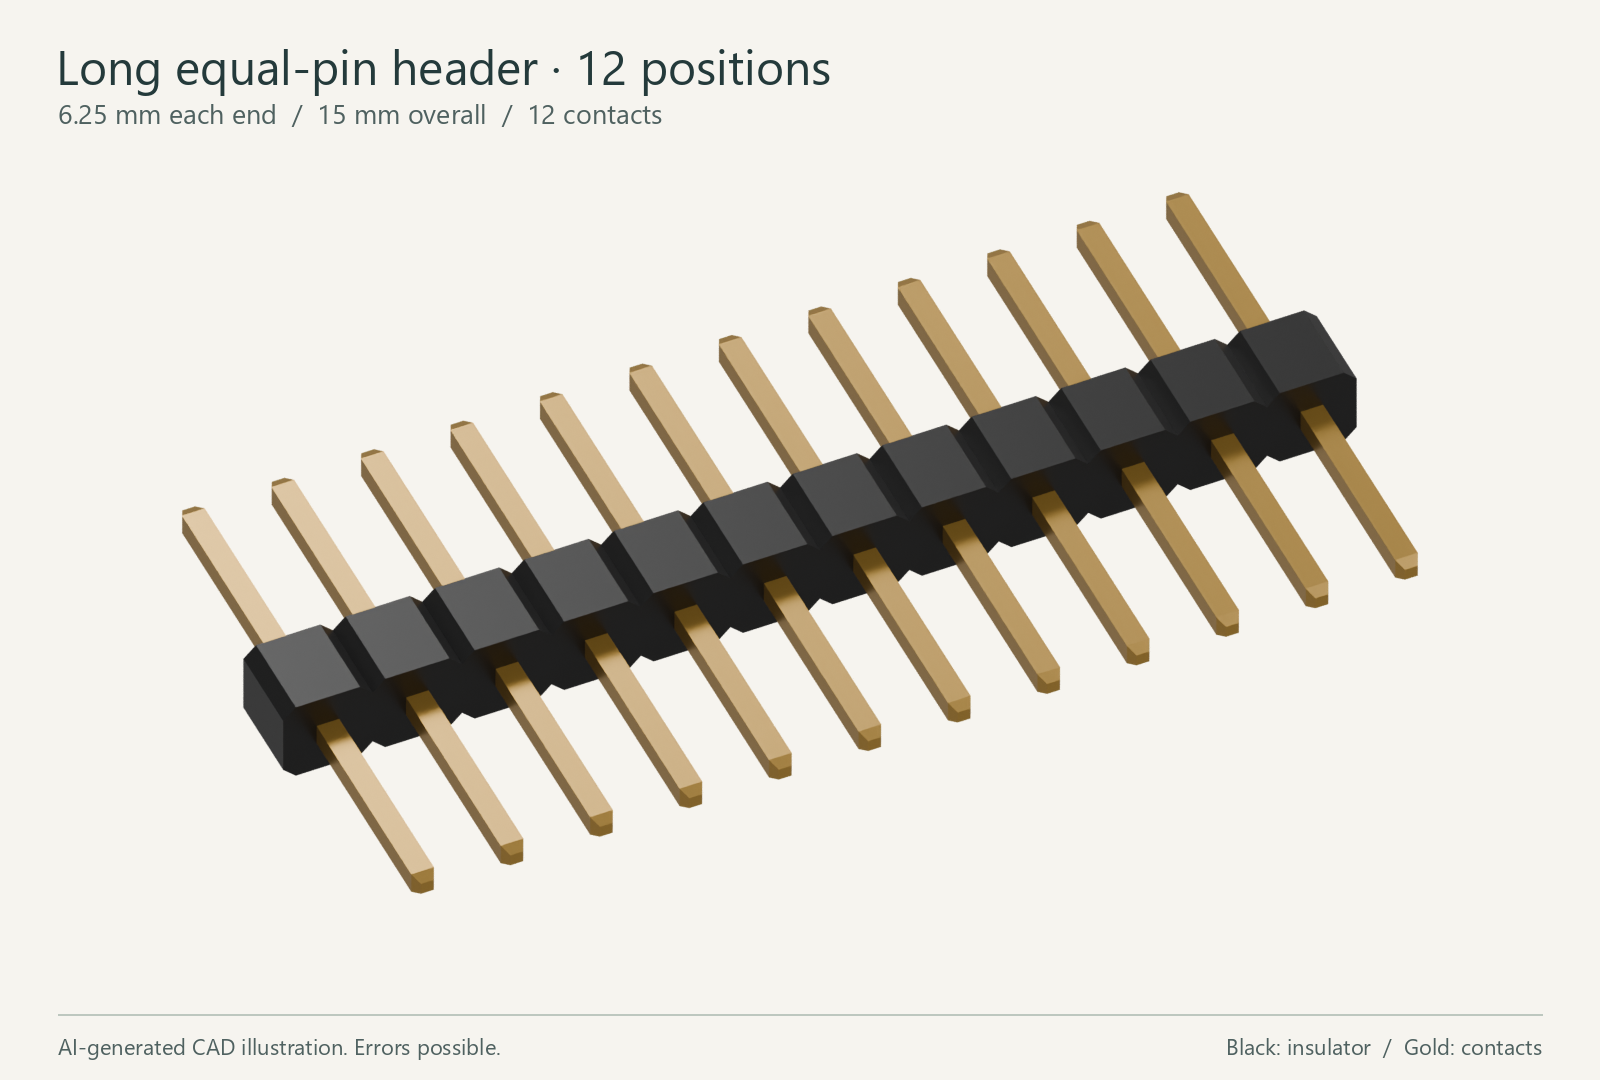 Long equal-pin header · 12 positions
6.25 mm each end / 15 mm overall / 12 contacts
AI-generated CAD illustration. Errors possible.
Black: insulator / Gold: contacts